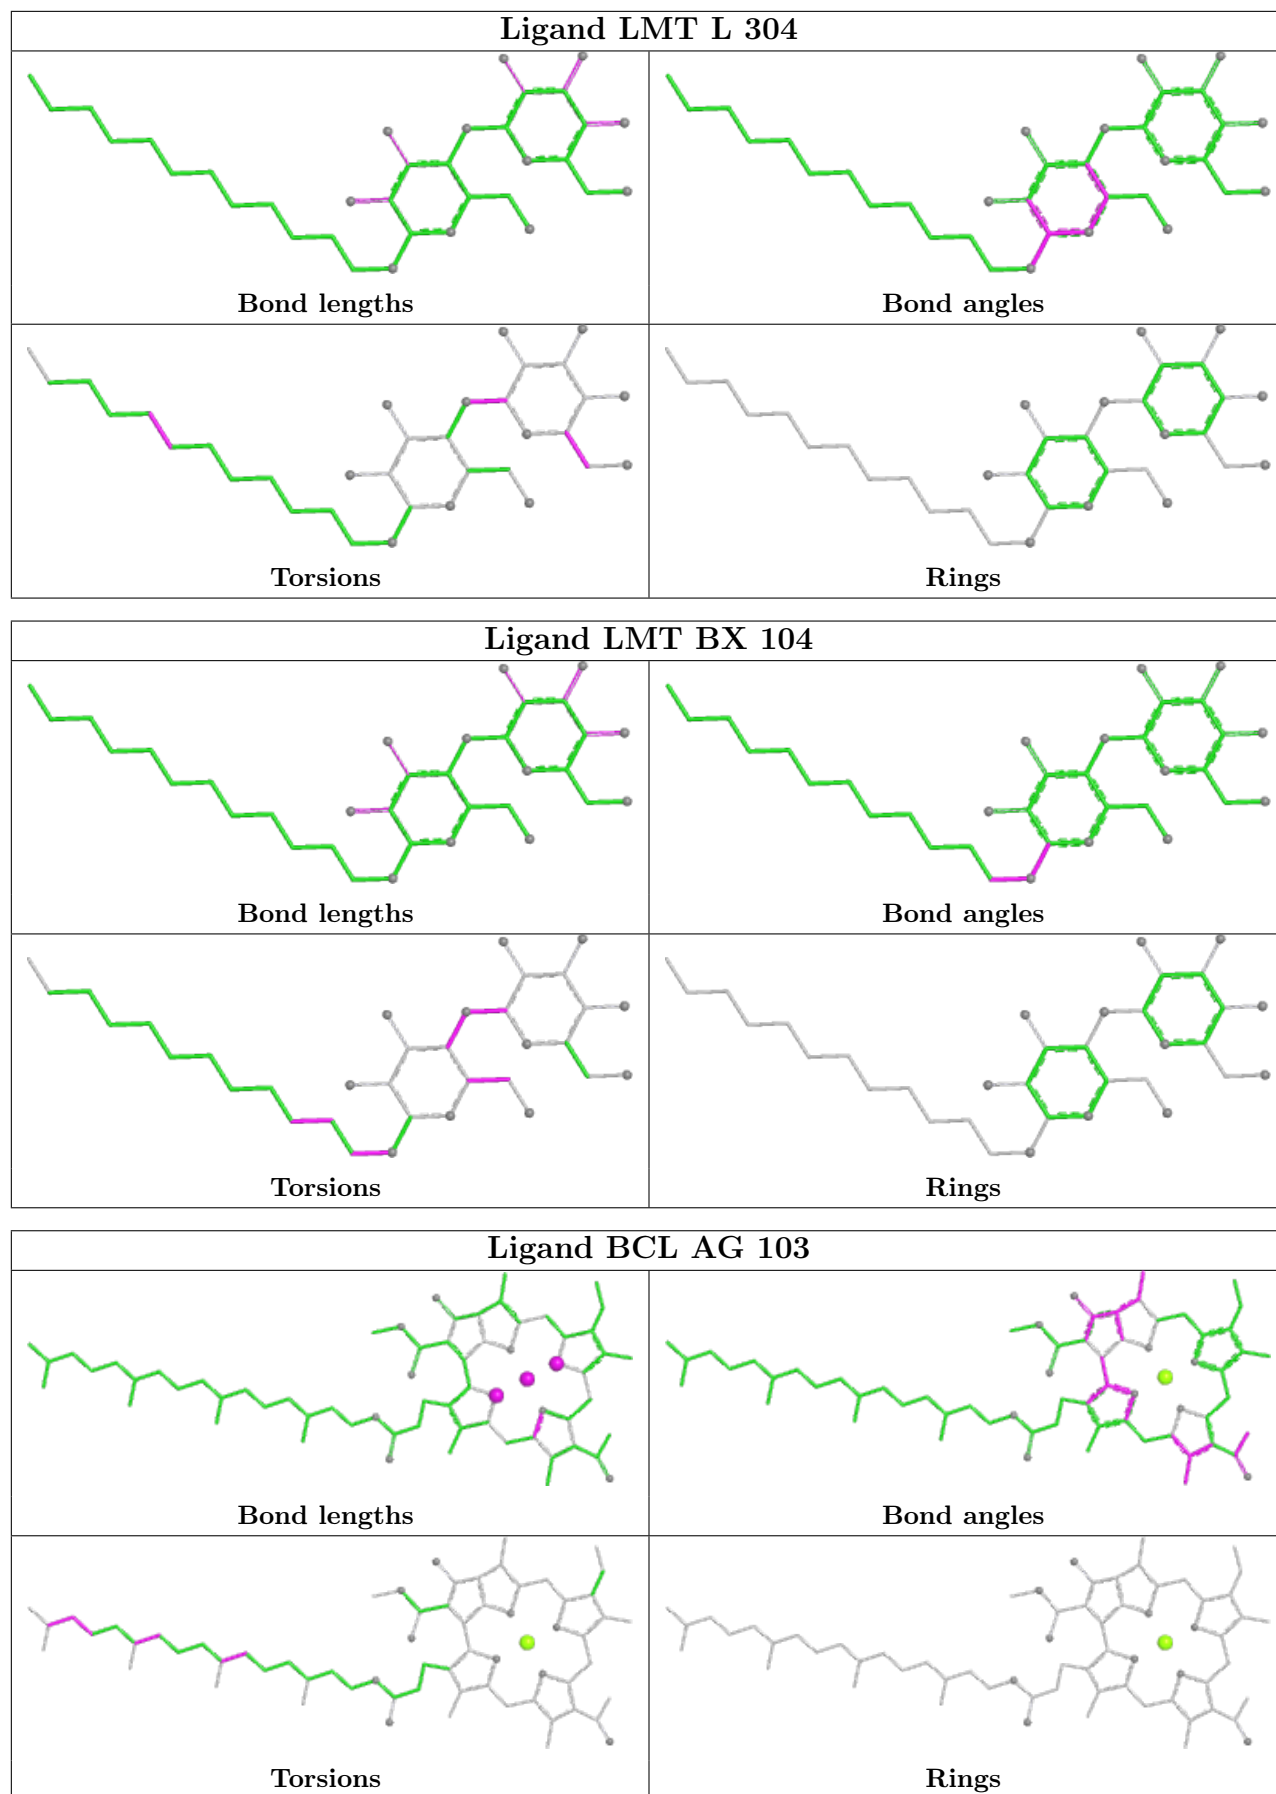 Ligand LMT L 304
Bond lengths
Bond angles
Torsions
Rings
Ligand LMT BX 104
Bond lengths
Bond angles
Torsions
Rings
Ligand BCL AG 103
Bond lengths
Bond angles
Torsions
Rings